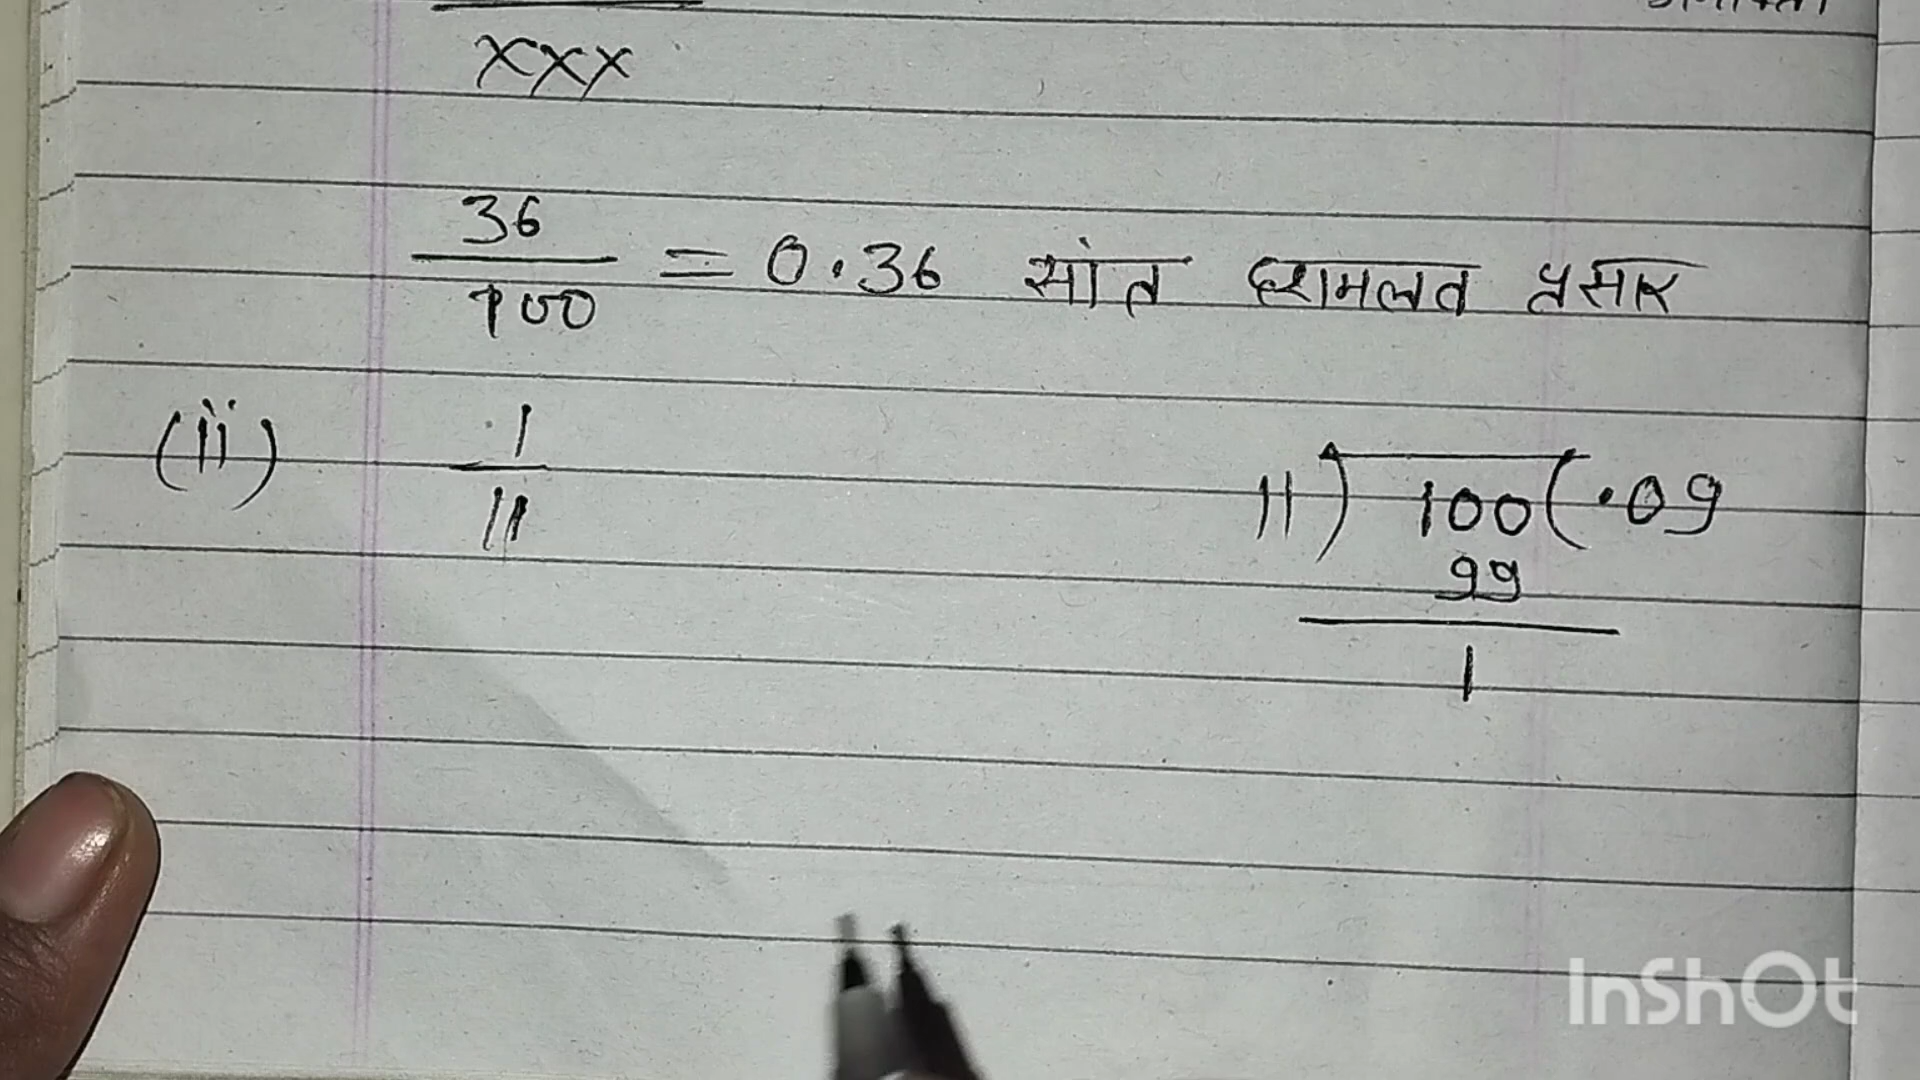 xxx
36
100 = 0.36 सांत दशमलव प्रसार
(ii) 1
11
11) 100 ( .09
99
1
InShOt